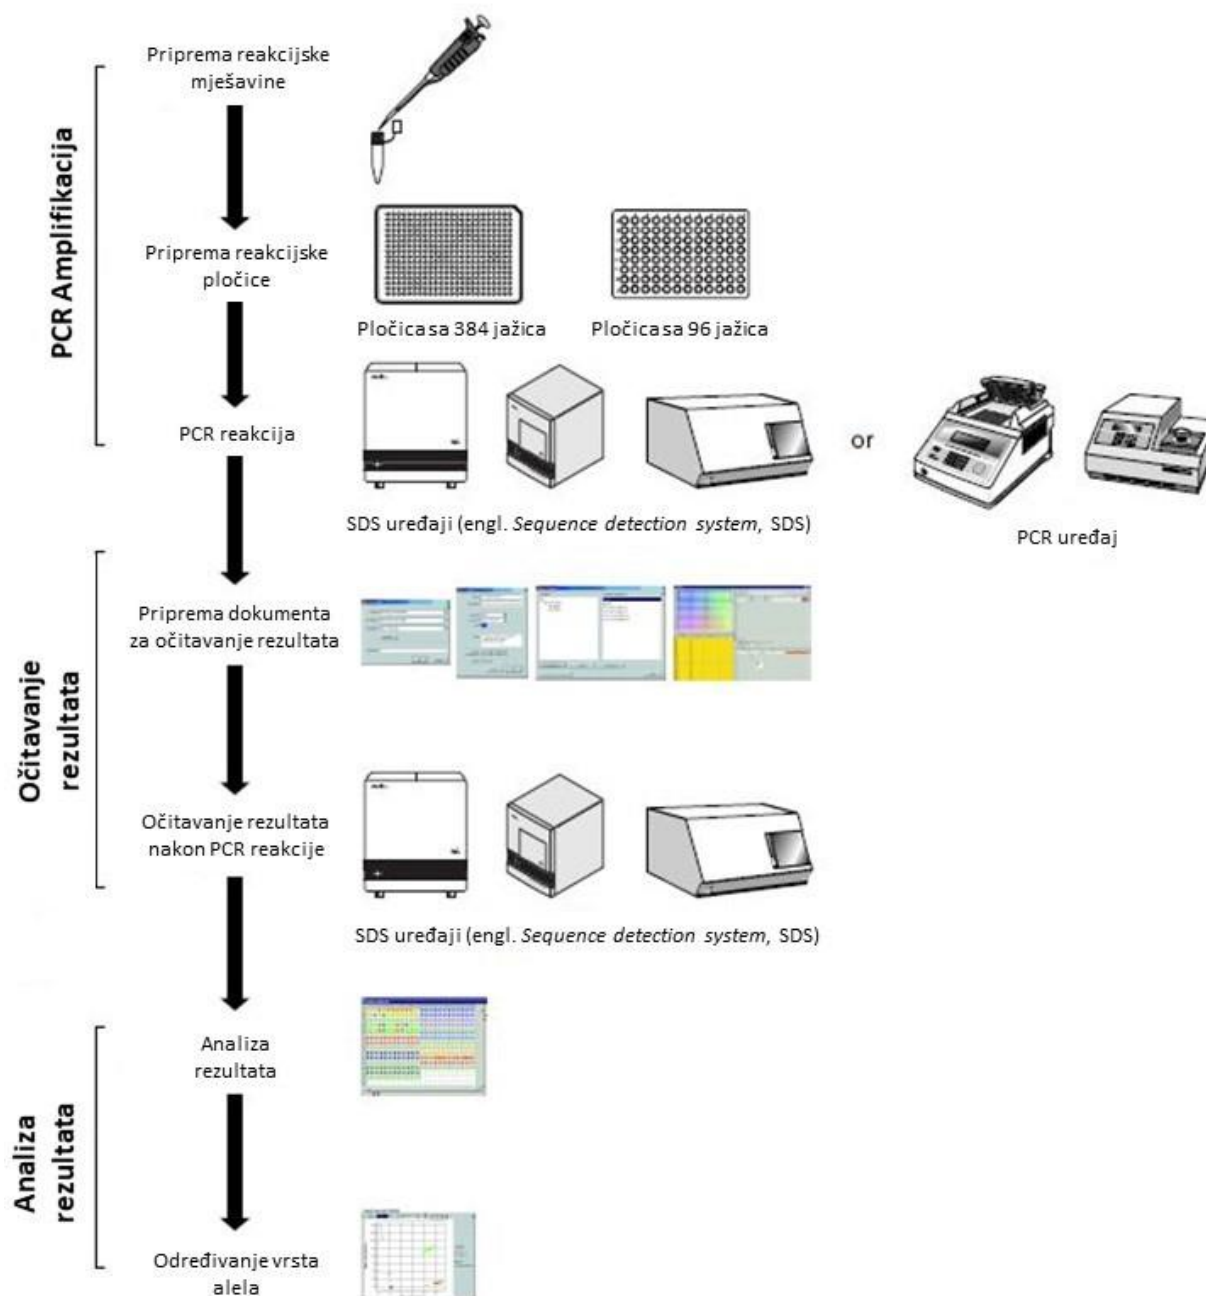 PCR Amplifikacija
Priprema reakcijske
mješavine
Priprema reakcijske
pločice
Pločica sa 384 jažica
Pločica sa 96 jažica
PCR reakcija
or
SDS uređaji (engl. Sequence detection system, SDS)
PCR uređaj
Očitavanje
rezultata
Priprema dokumenta
za očitavanje rezultata
Očitavanje rezultata
nakon PCR reakcije
SDS uređaji (engl. Sequence detection system, SDS)
Analiza
rezultata
Analiza
rezultata
Određivanje vrsta
alela